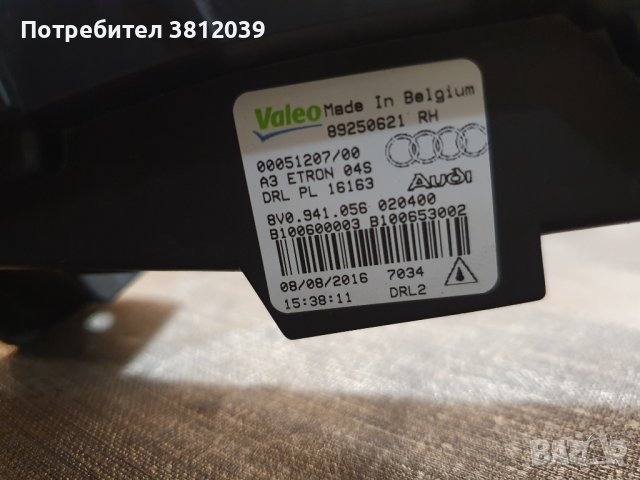 Потребител 3812039
Valeo Made In Belgium
89250621 RH
00051207/00
A3 ETRON 04S
DRL PL 16163
Audi
8V0.941.056 020400
B100600003 B100653002
08/08/2016 7034
15:38:11 DRL2
BAZAR